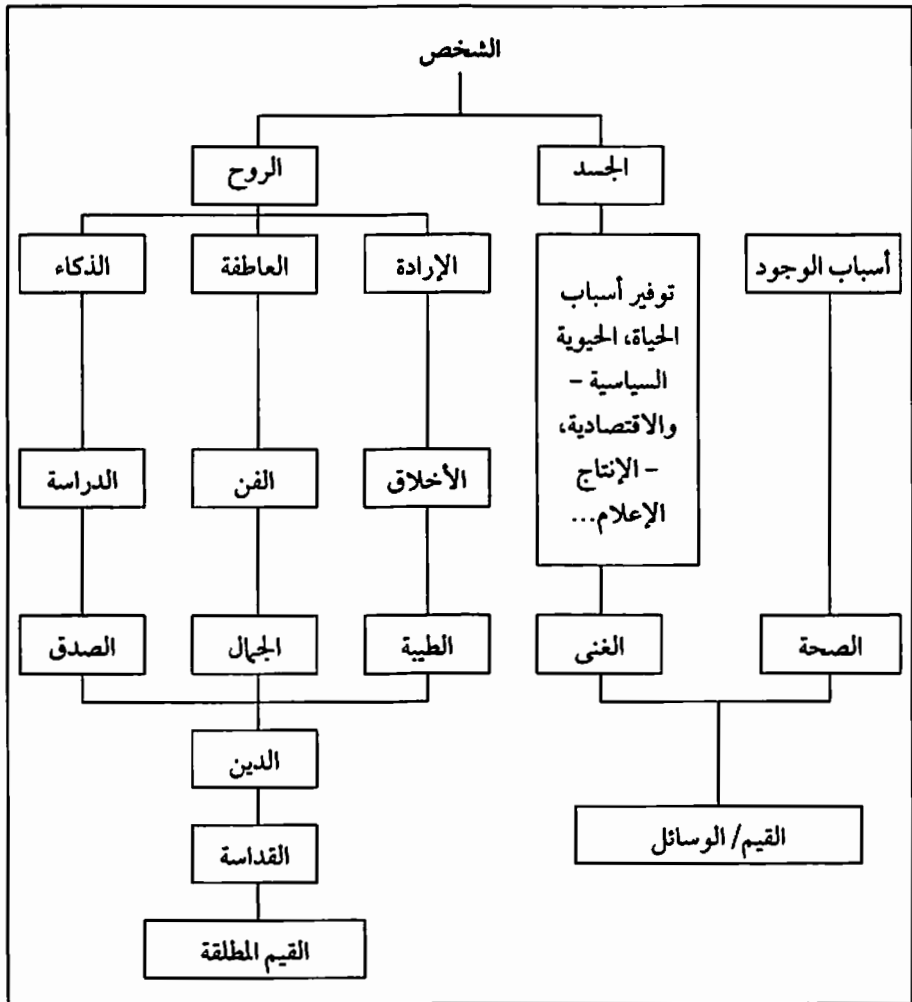 الشخص
الجسد
الروح
أسباب الوجود
توفير أسباب
الحياة، الحيوية
السياسية –
والاقتصادية،
– الإنتاج
الإعلام...
الإرادة
العاطفة
الذكاء
الأخلاق
الفن
الدراسة
الصحة
الغنى
الطيبة
الجمال
الصدق
الدين
القيم/ الوسائل
القداسة
القيم المطلقة